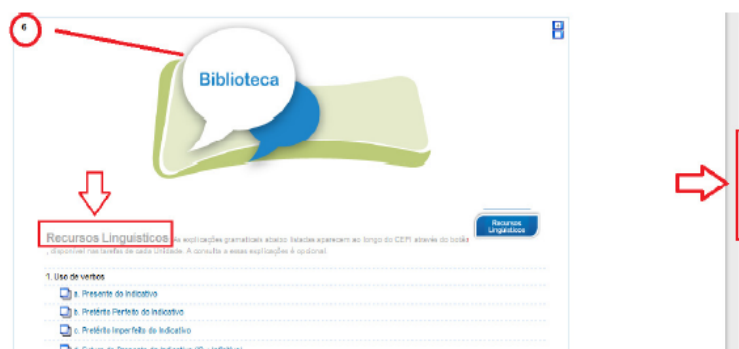 6
Biblioteca
Recursos
Linguísticos
Recursos Linguísticos As explicações gramaticais abaixo listadas aparecem ao longo do CEPI através do botão
, disponível nas tarefas de cada Unidade. A consulta a essas explicações é opcional.
1. Uso de verbos
a. Presente do Indicativo
b. Pretérito Perfeito do Indicativo
c. Pretérito Imperfeito do Indicativo